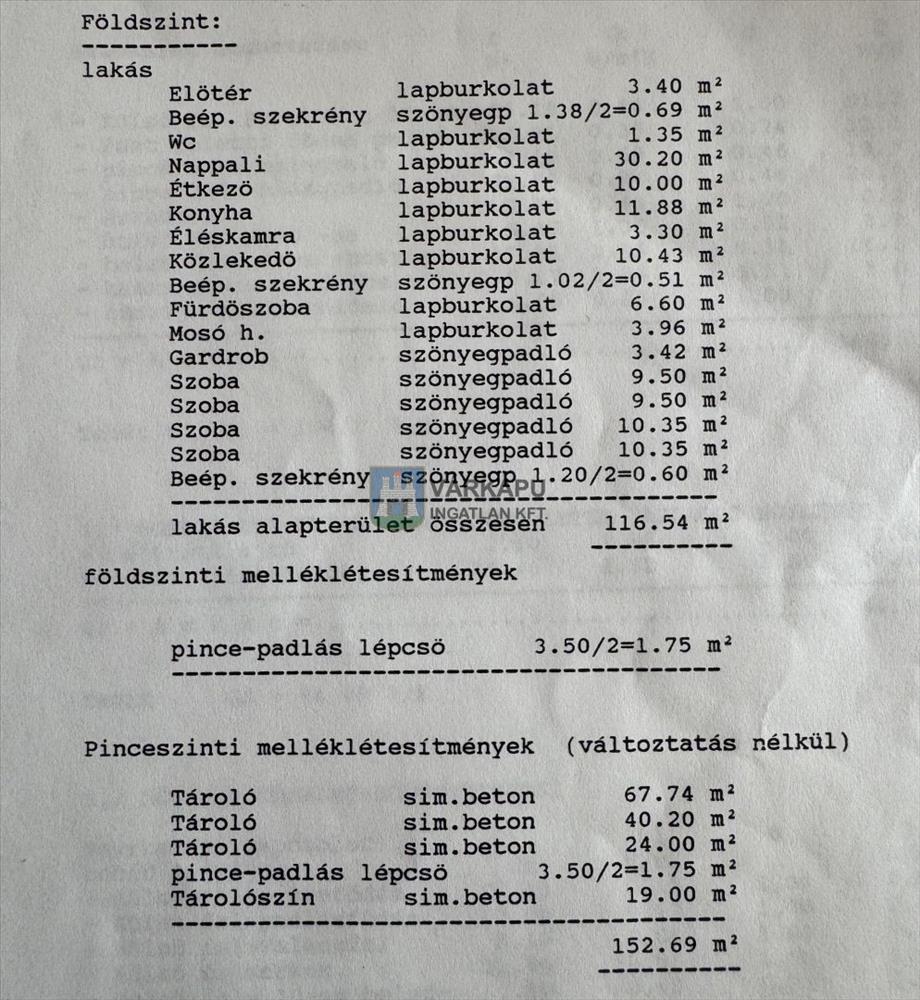 Földszint:
-----------
lakás
Elötér lapburkolat 3.40 m²
Beép. szekrény szönyegp 1.38/2=0.69 m²
Wc lapburkolat 1.35 m²
Nappali lapburkolat 30.20 m²
Étkezö lapburkolat 10.00 m²
Konyha lapburkolat 11.88 m²
Éléskamra lapburkolat 3.30 m²
Közlekedö lapburkolat 10.43 m²
Beép. szekrény szönyegp 1.02/2=0.51 m²
Fürdöszoba lapburkolat 6.60 m²
Mosó h. lapburkolat 3.96 m²
Gardrob szönyegpadló 3.42 m²
Szoba szönyegpadló 9.50 m²
Szoba szönyegpadló 9.50 m²
Szoba szönyegpadló 10.35 m²
Szoba szönyegpadló 10.35 m²
Beép. szekrény szönyegp 1.20/2=0.60 m²
VÁRKAPU
INGATLAN KFT.
lakás alapterület összesen 116.54 m²
földszinti melléklétesítmények
pince-padlás lépcsö 3.50/2=1.75 m²
Pinceszinti melléklétesítmények (változtatás nélkül)
Tároló sim.beton 67.74 m²
Tároló sim.beton 40.20 m²
Tároló sim.beton 24.00 m²
pince-padlás lépcsö 3.50/2=1.75 m²
Tárolószín sim.beton 19.00 m²
152.69 m²